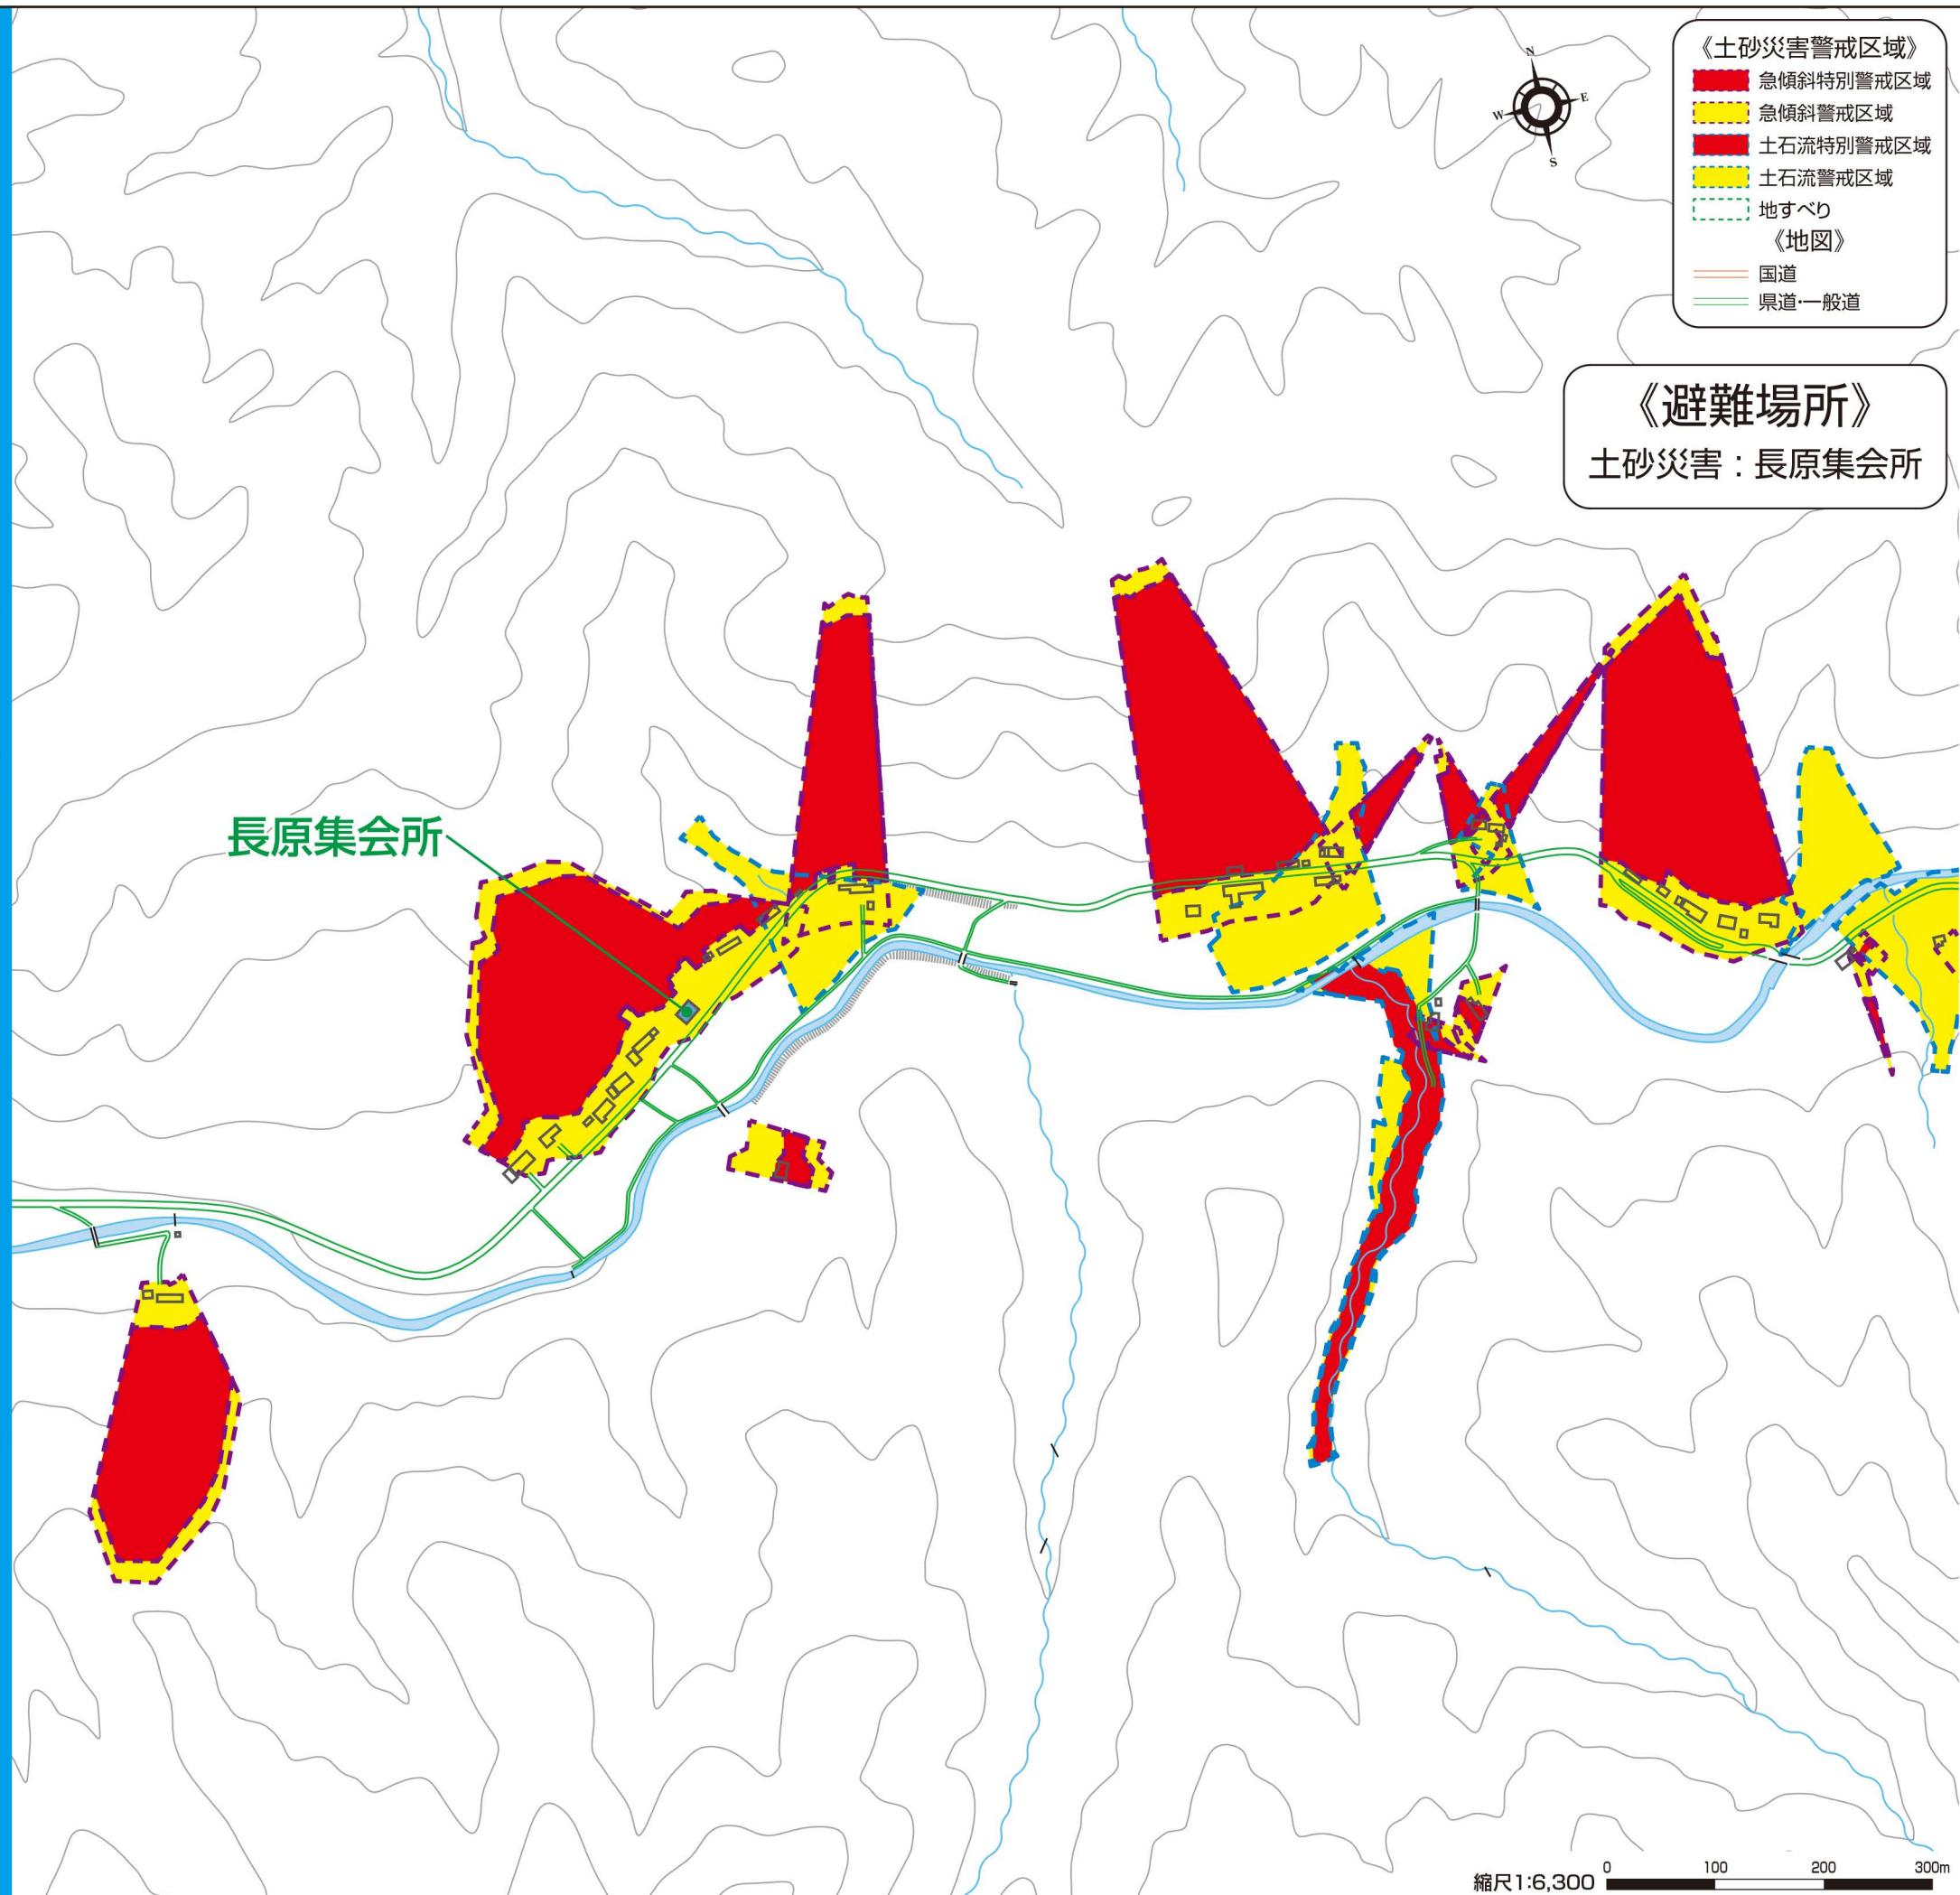 《土砂災害警戒区域》
急傾斜特別警戒区域
急傾斜警戒区域
土石流特別警戒区域
土石流警戒区域
地すべり
《地図》
国道
県道・一般道
N
W
E
S
《避難場所》
土砂災害：長原集会所
長原集会所
縮尺1:6,300
0 100 200 300m